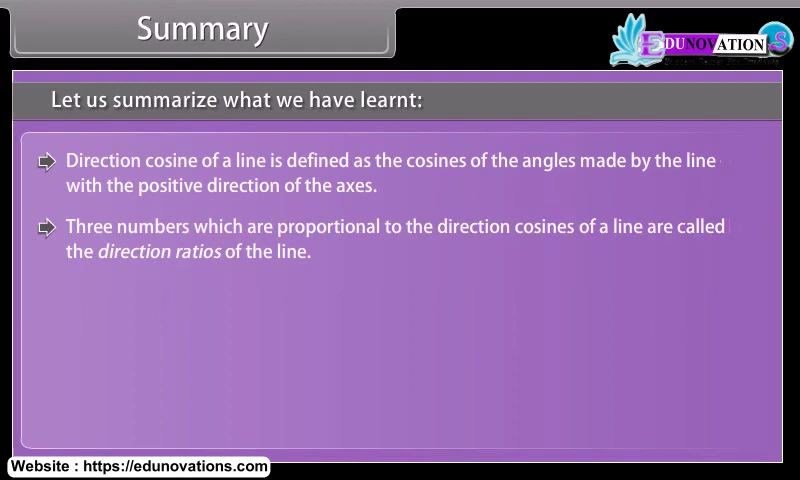 Summary
EDUNOVATION.S
Let us summarize what we have learnt:
Direction cosine of a line is defined as the cosines of the angles made by the line
with the positive direction of the axes.
Three numbers which are proportional to the direction cosines of a line are called
the direction ratios of the line.
Website : https://edunovations.com